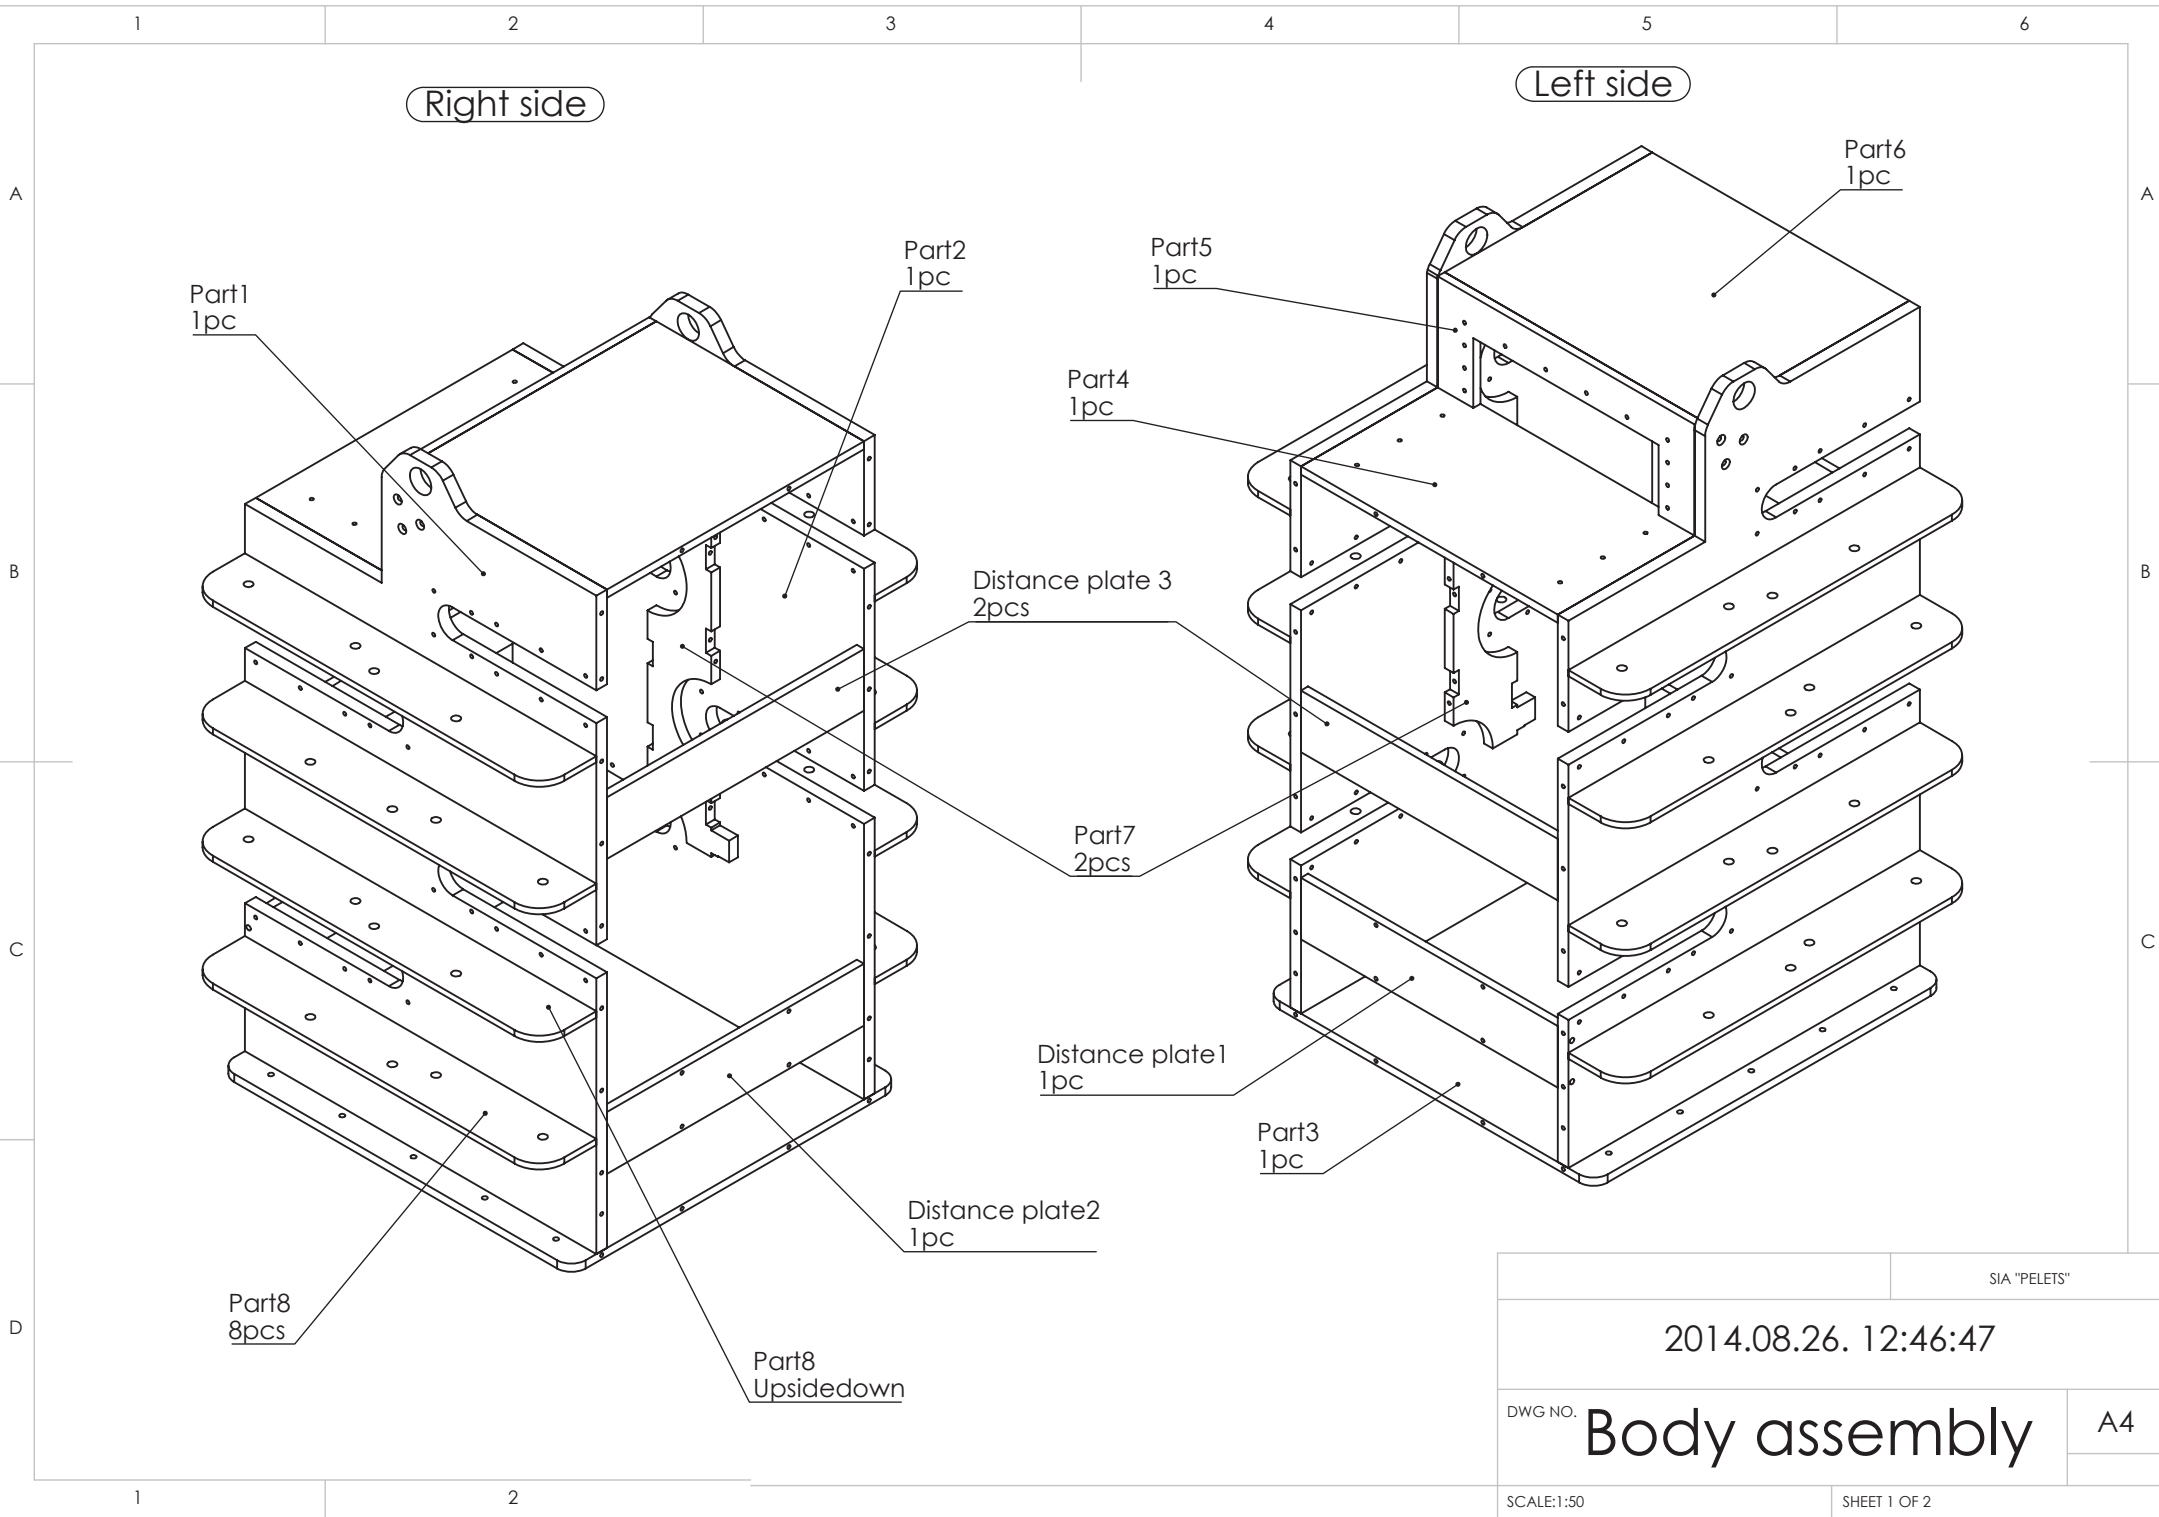 1 2 3 4 5 6
Right side
Left side
A
A
Part6
1pc
Part5
1pc
Part2
1pc
Part1
1pc
Part4
1pc
B
B
Distance plate 3
2pcs
Part7
2pcs
C
C
Distance plate1
1pc
Part3
1pc
Distance plate2
1pc
Part8
8pcs
D
Part8
Upsidedown
SIA "PELETS"
2014.08.26. 12:46:47
DWG NO.
Body assembly
A4
SCALE:1:50
SHEET 1 OF 2
1 2